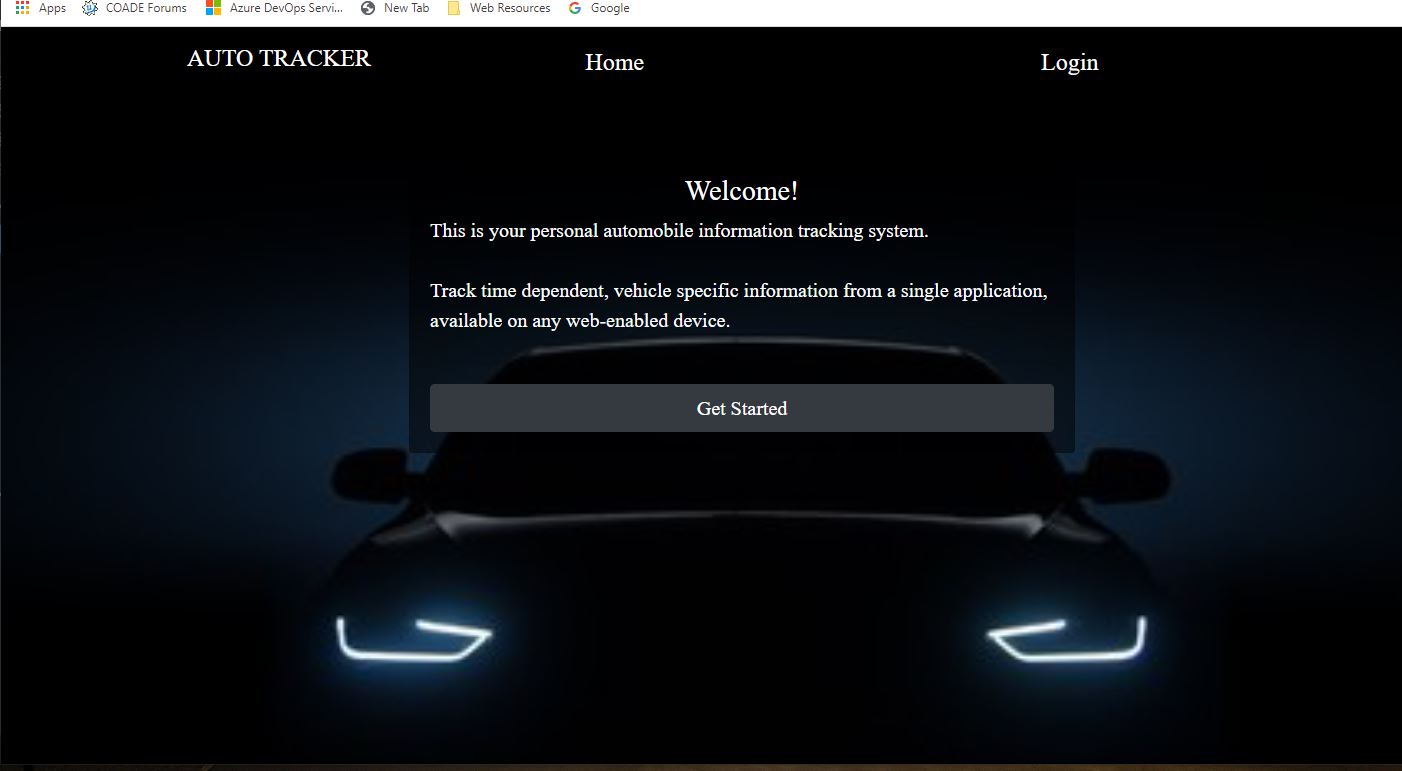 Apps COADE Forums Azure DevOps Servi... New Tab Web Resources Google
AUTO TRACKER Home Login
Welcome!
This is your personal automobile information tracking system.
Track time dependent, vehicle specific information from a single application,
available on any web-enabled device.
Get Started